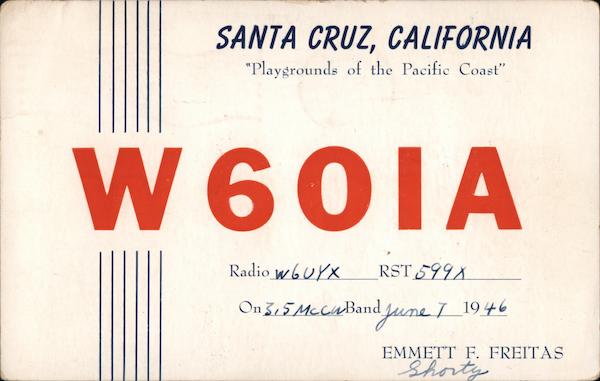 SANTA CRUZ, CALIFORNIA
"Playgrounds of the Pacific Coast"
W6OIA
Radio W6UYX RST 599X
On 3.5 Mc CW Band June 7 1946
EMMETT F. FREITAS
Shorty